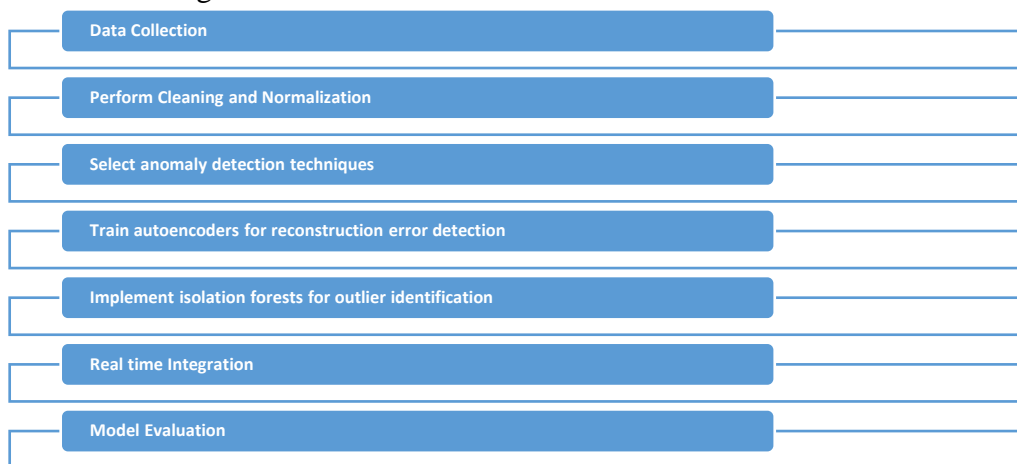 Data Collection
Perform Cleaning and Normalization
Select anomaly detection techniques
Train autoencoders for reconstruction error detection
Implement isolation forests for outlier identification
Real time Integration
Model Evaluation